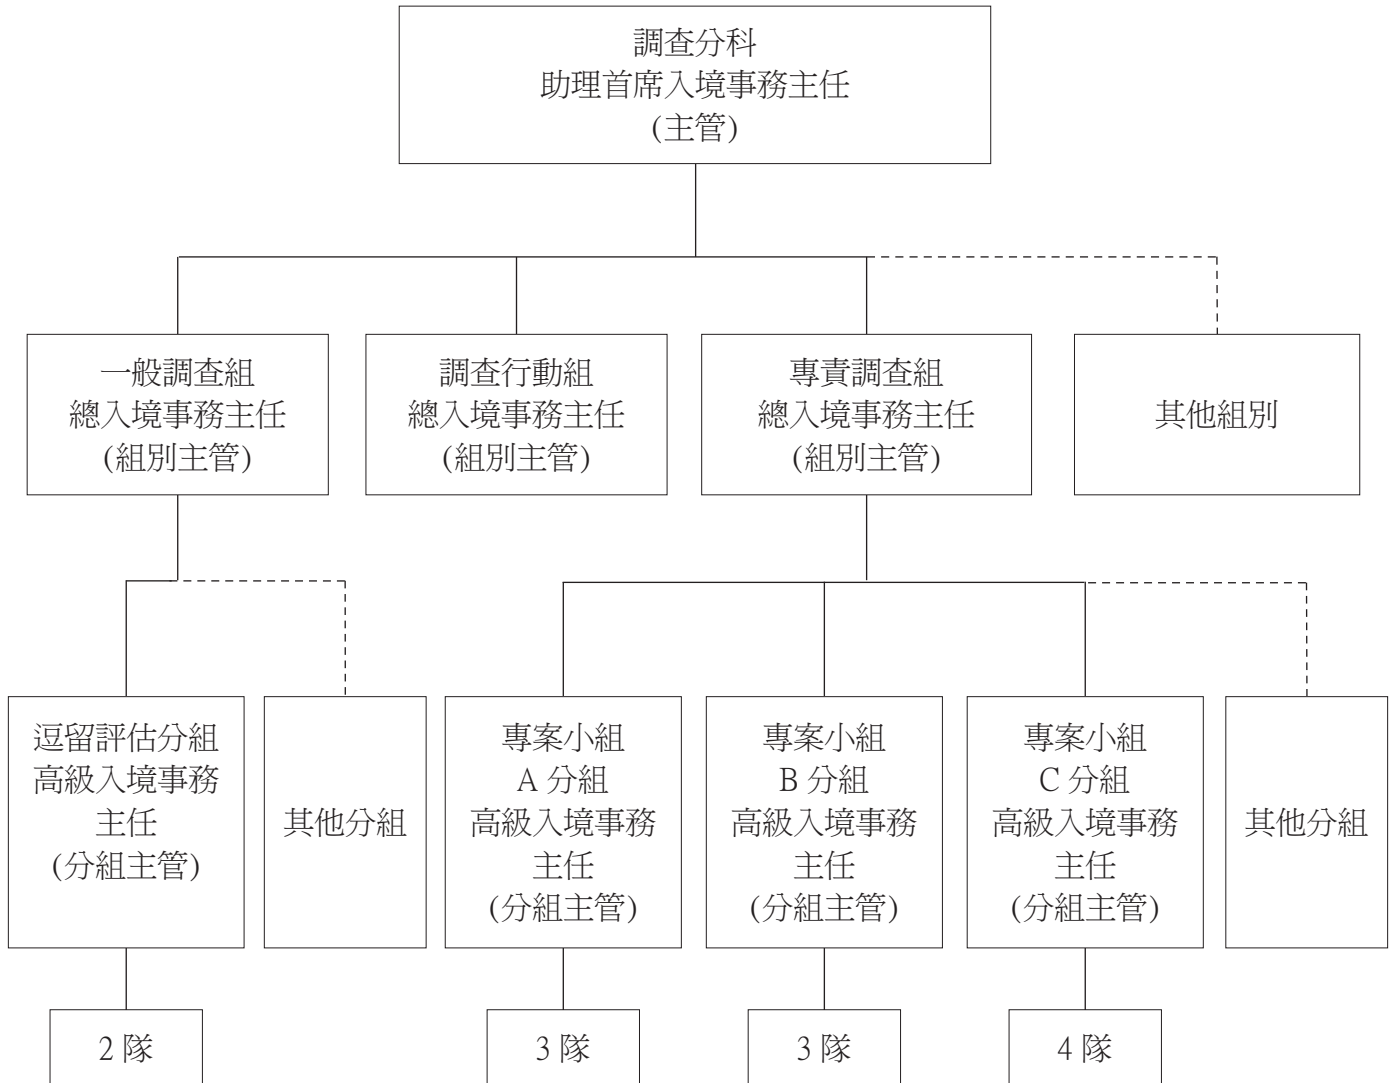 調查分科
助理首席入境事務主任
(主管)
一般調查組
總入境事務主任
(組別主管)
調查行動組
總入境事務主任
(組別主管)
專責調查組
總入境事務主任
(組別主管)
其他組別
逗留評估分組
高級入境事務
主任
(分組主管)
其他分組
專案小組
A 分組
高級入境事務
主任
(分組主管)
專案小組
B 分組
高級入境事務
主任
(分組主管)
專案小組
C 分組
高級入境事務
主任
(分組主管)
其他分組
2 隊
3 隊
3 隊
4 隊